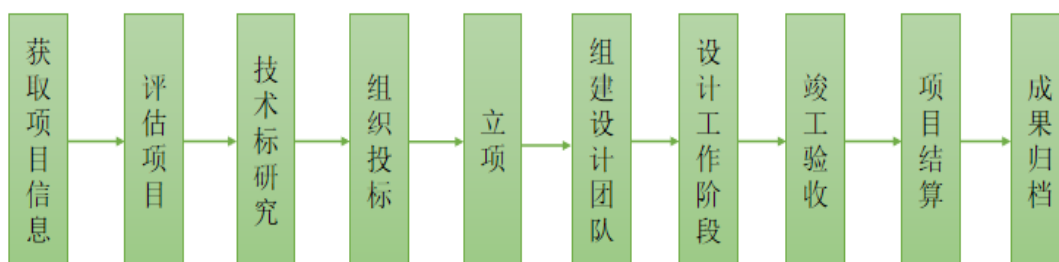 获取项目信息
评估项目
技术标研究
组织投标
立项
组建设计团队
设计工作阶段
竣工验收
项目结算
成果归档